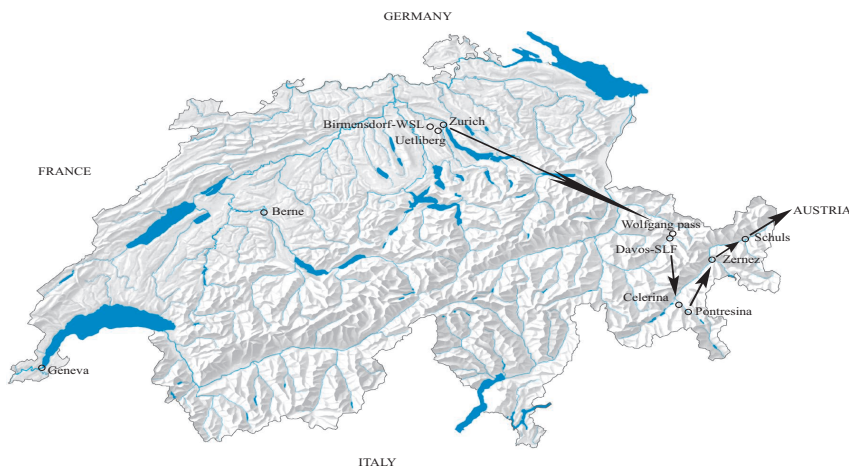 GERMANY
Zurich
Birmensdorf-WSL
Uetliberg
FRANCE
Berne
AUSTRIA
Wolfgang pass
Schuls
Davos-SLF
Zernez
Celerina
Pontresina
Geneva
ITALY